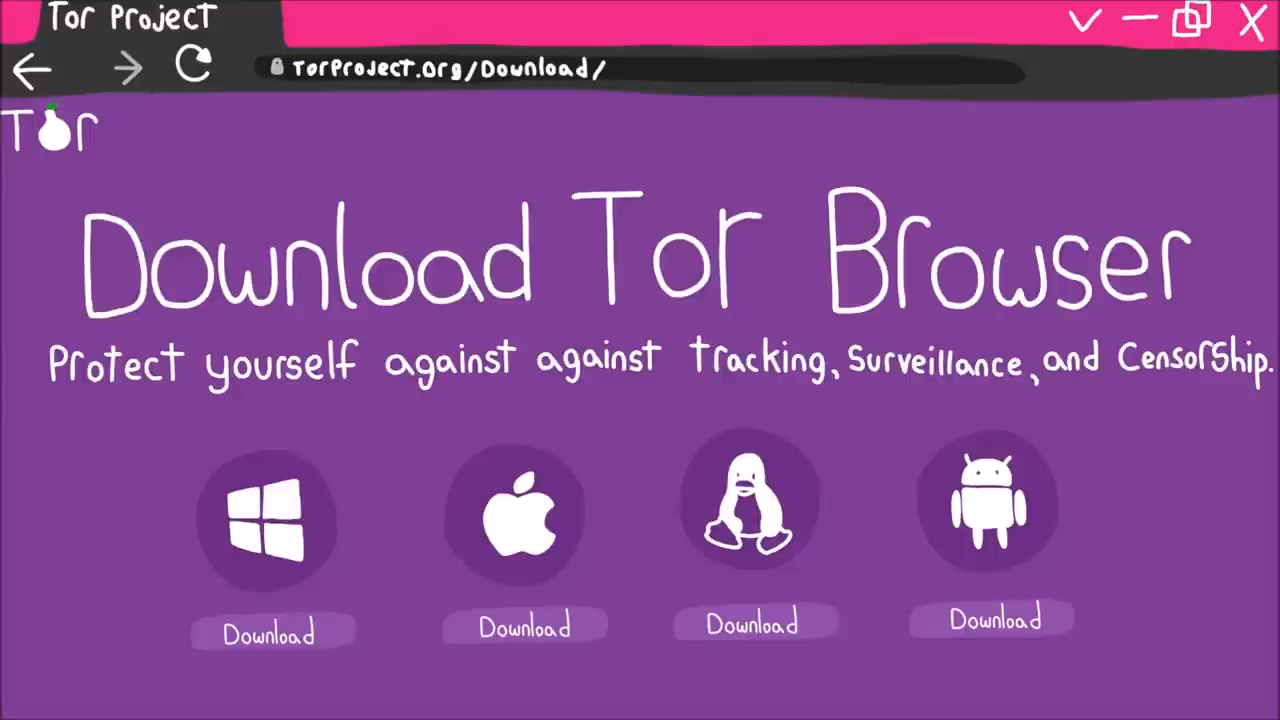 Tor Project
TorProject.org/Download/
Tor
Download Tor Browser
Protect yourself against against tracking, Surveillance, and CensorShip.
Download Download Download Download